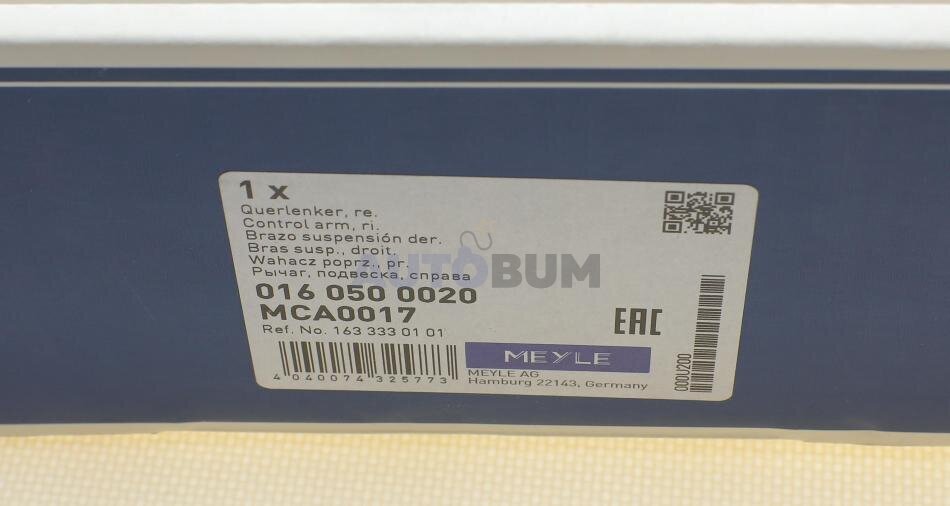 1 x
Querlenker, re.
Control arm, ri.
Brazo suspensión der.
Bras susp., droit.
Wahacz poprz., pr.
Рычаг, подвеска, справа
AUTOBUM
016 050 0020
MCA0017
Ref. No. 163 333 01 01
EAC
MEYLE
MEYLE AG
Hamburg 22143, Germany
4 040074 325773
000U200